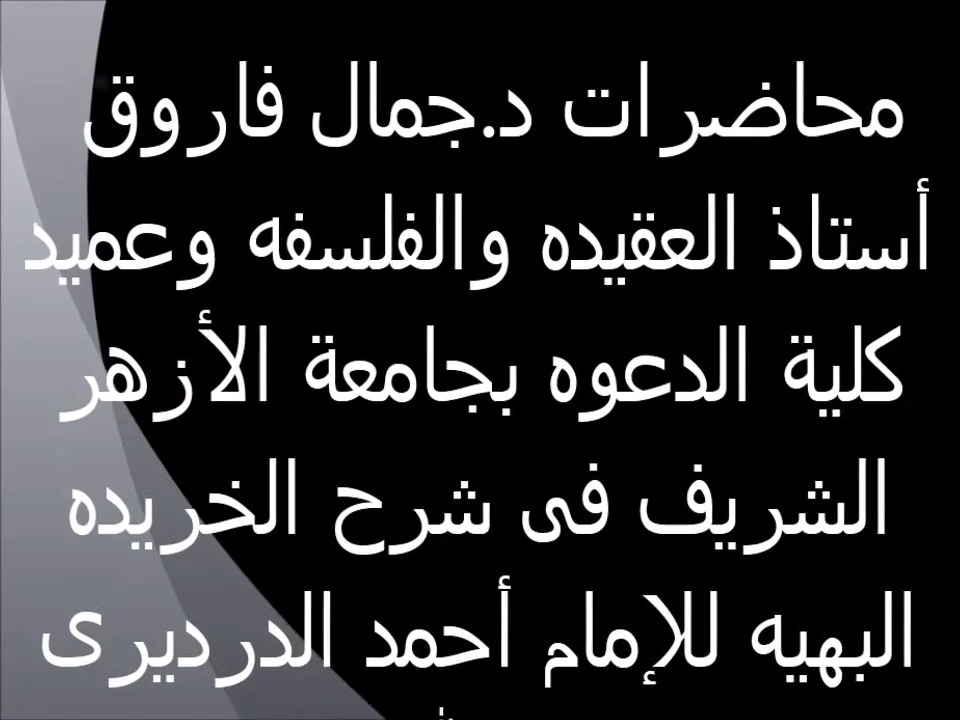 محاضرات د.جمال فاروق
أستاذ العقيده والفلسفه وعميد
كلية الدعوه بجامعة الأزهر
الشريف فى شرح الخريده
البهيه للإمام أحمد الدرديرى